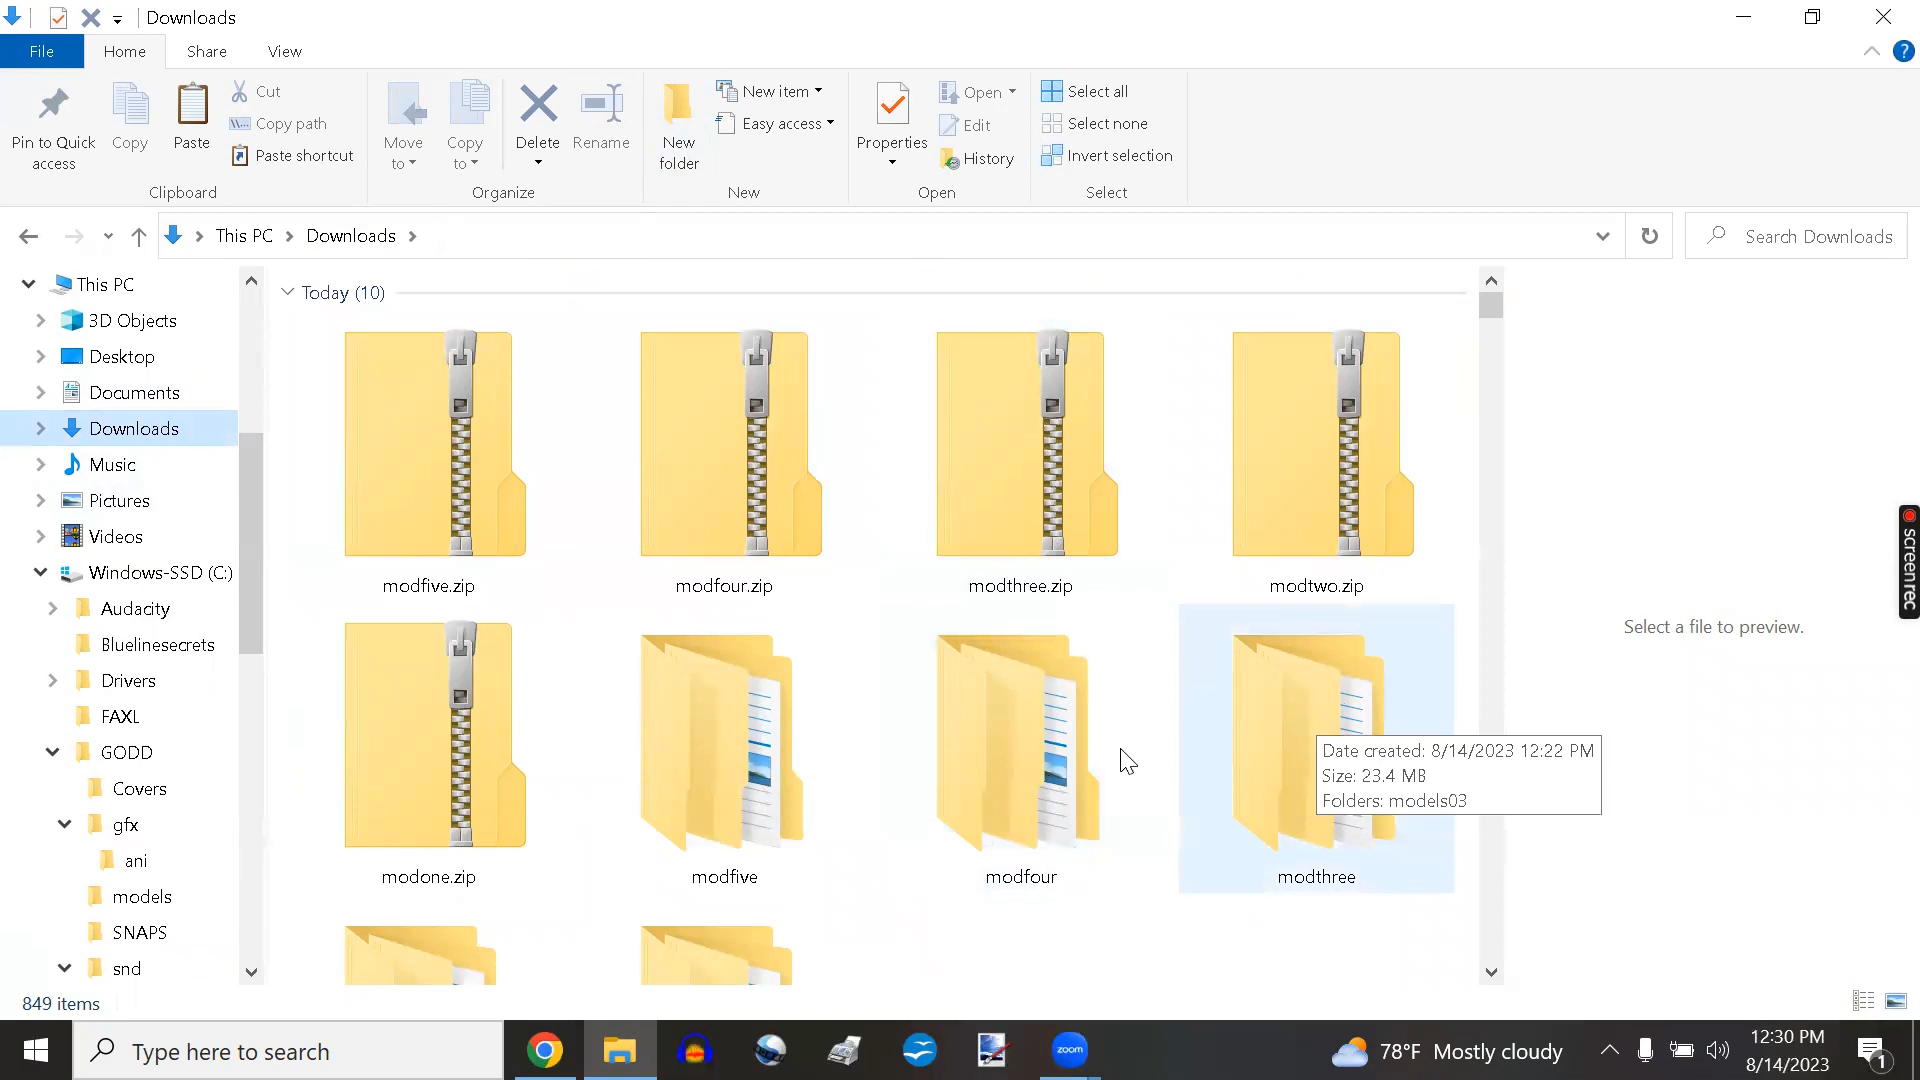 Downloads
File
Home
Share
View
Pin to Quick access
Copy
Paste
Cut
Copy path
Paste shortcut
Clipboard
Move to
Copy to
Delete
Rename
Organize
New folder
New item
Easy access
New
Properties
Open
Edit
History
Open
Select all
Select none
Invert selection
Select
This PC
Downloads
Search Downloads
This PC
3D Objects
Desktop
Documents
Downloads
Music
Pictures
Videos
Windows-SSD (C:)
Audacity
Bluelinesecrets
Drivers
FAXL
GODD
Covers
gfx
ani
models
SNAPS
snd
Today (10)
modfive.zip
modfour.zip
modthree.zip
modtwo.zip
modone.zip
modfive
modfour
modthree
Date created: 8/14/2023 12:22 PM
Size: 23.4 MB
Folders: models03
Select a file to preview.
screenrec
849 items
Type here to search
zoom
78°F Mostly cloudy
12:30 PM
8/14/2023
1